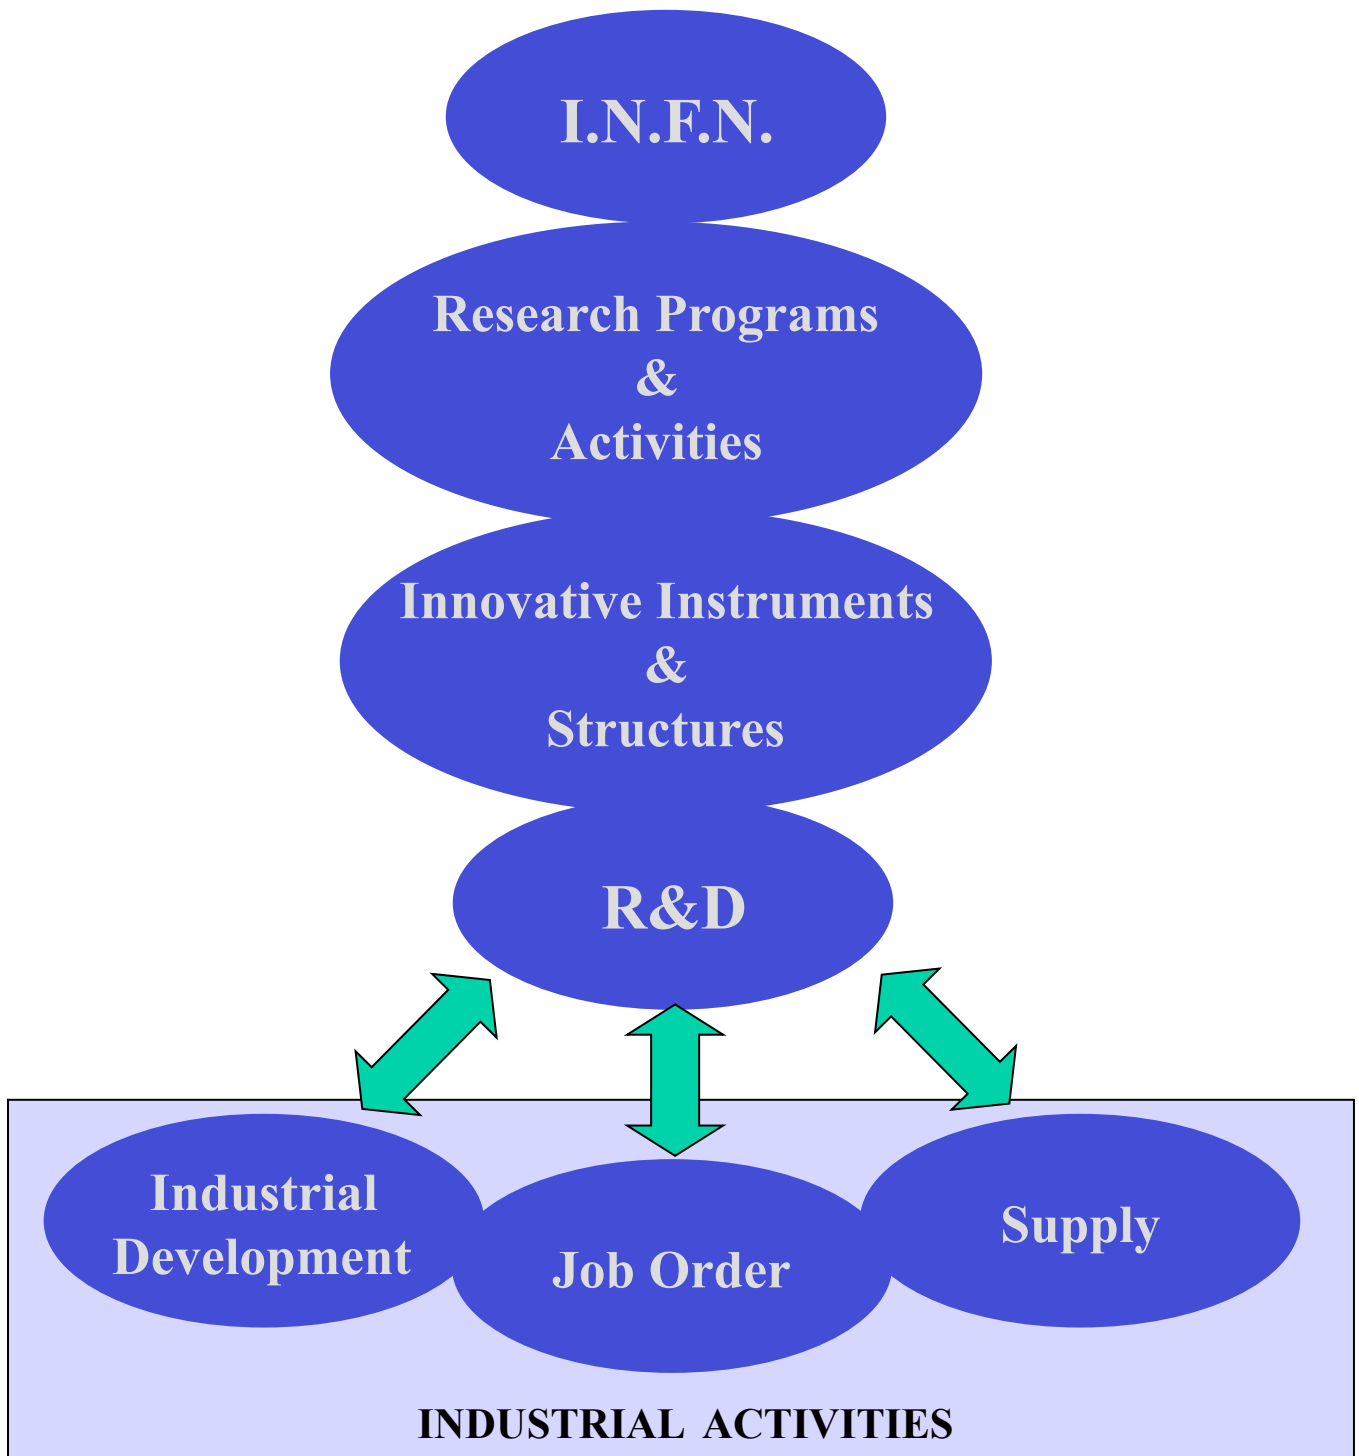 I.N.F.N.
Research Programs
&
Activities
Innovative Instruments
&
Structures
R&D
Industrial
Development
Job Order
Supply
INDUSTRIAL ACTIVITIES